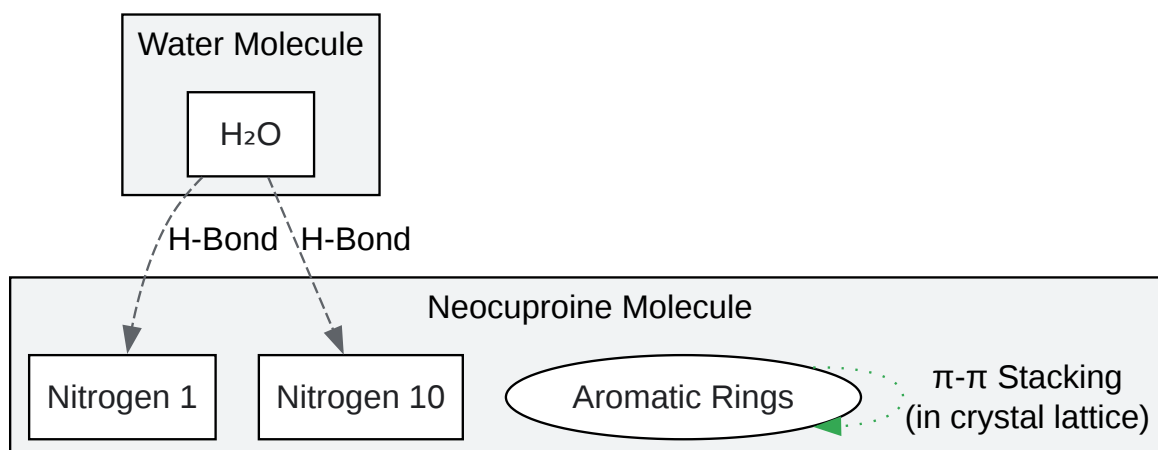 Water Molecule
H₂O
H-Bond H-Bond
Neocuproine Molecule
Nitrogen 1
Nitrogen 10
Aromatic Rings
π-π Stacking
(in crystal lattice)